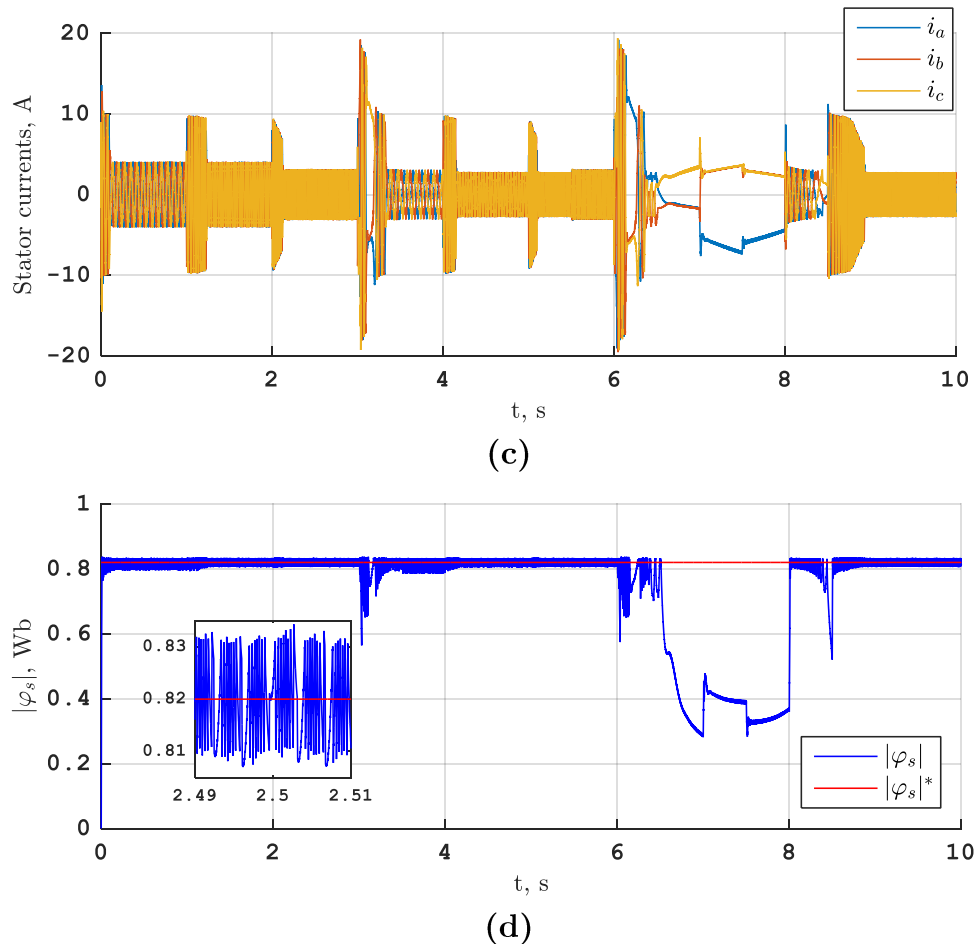 20
10
0
-10
-20
Stator currents, A
i_a
i_b
i_c
0 2 4 6 8 10
t, s
(c)
1
0.8
0.6
0.4
0.2
0
|φ_s|, Wb
0.83
0.82
0.81
2.49 2.5 2.51
|φ_s|
|φ_s|*
0 2 4 6 8 10
t, s
(d)